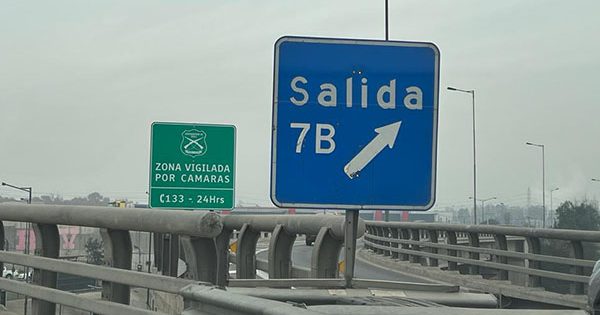 Salida
7B
ZONA VIGILADA
POR CAMARAS
133 - 24Hrs